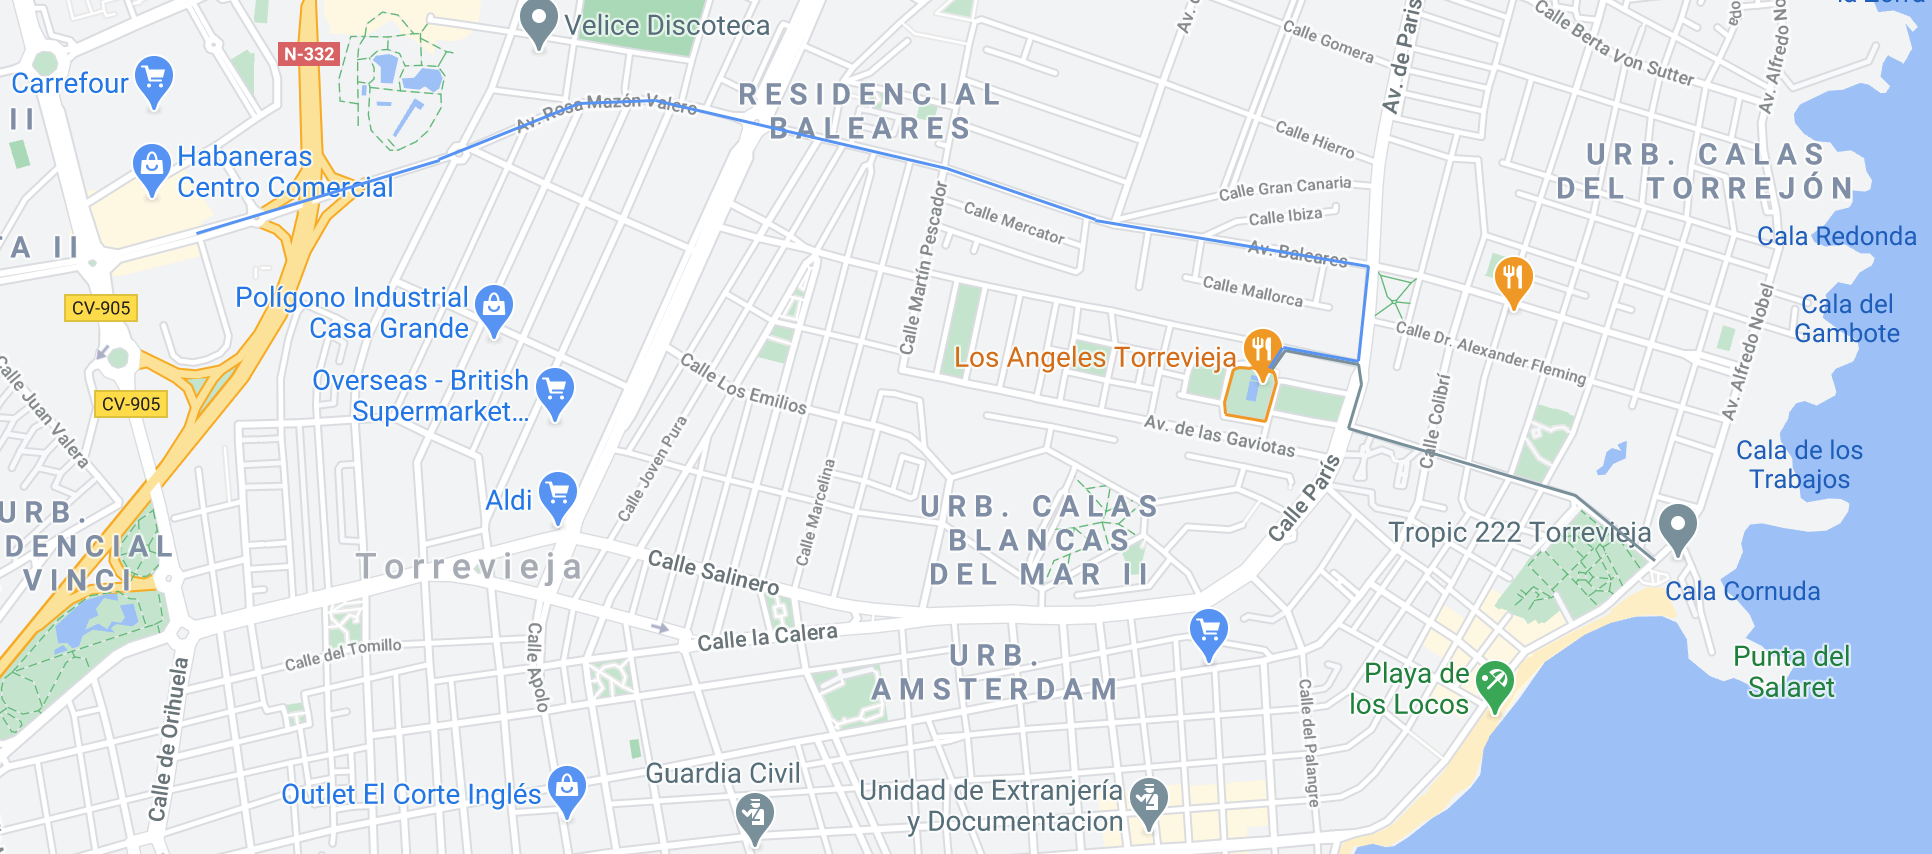 Velice Discoteca
N-332
Carrefour
II
Habaneras
Centro Comercial
TA II
Av. Rosa Mazón Valero
RESIDENCIAL
BALEARES
Av. de París
Calle Gomera
Calle Berta Von Sutter
Av. Alfredo No
Calle Hierro
URB. CALAS
DEL TORREJÓN
Calle Gran Canaria
Calle Ibiza
Calle Mercator
Calle Martín Pescador
Av. Baleares
Calle Mallorca
Cala Redonda
CV-905
Polígono Industrial
Casa Grande
Cala del
Gambote
Calle Dr. Alexander Fleming
Av. Alfredo Nobel
Los Angeles Torrevieja
Calle Los Emilios
Overseas - British
Supermarket...
CV-905
Calle Juan Valera
Av. de las Gaviotas
Calle Colibrí
Cala de los
Trabajos
Calle Joven Pura
Calle Marcelina
Calle París
Aldi
URB. CALAS
BLANCAS
DEL MAR II
Tropic 222 Torrevieja
URB.
DENCIAL
VINCI
Torrevieja
Calle Salinero
Cala Cornuda
Calle la Calera
Calle del Tomillo
Calle Apolo
URB.
AMSTERDAM
Playa de
los Locos
Punta del
Salaret
Calle de Orihuela
Calle del Palangre
Outlet El Corte Inglés
Guardia Civil
Unidad de Extranjería
y Documentacion